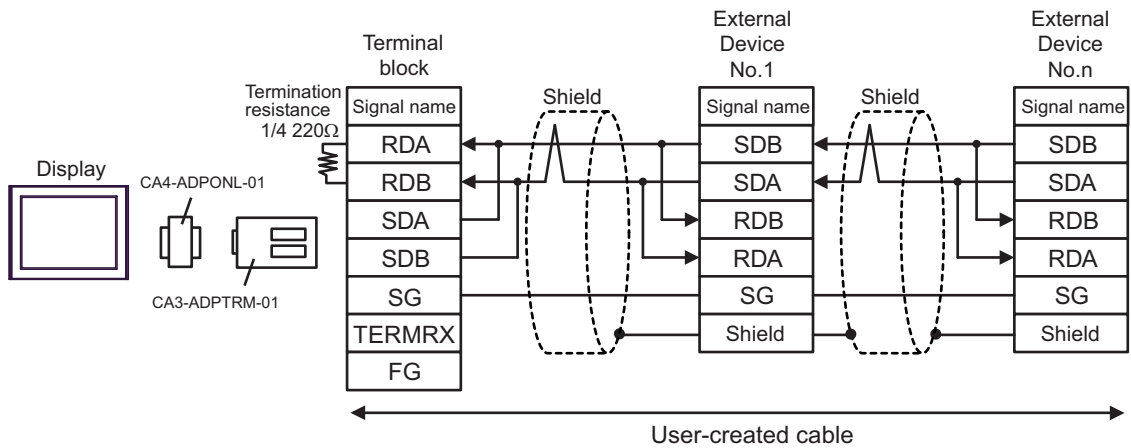 Display
CA4-ADPONL-01
CA3-ADPTRM-01
Termination
resistance
1/4 220Ω
Terminal
block
Signal name
RDA
RDB
SDA
SDB
SG
TERMRX
FG
Shield
External
Device
No.1
Signal name
SDB
SDA
RDB
RDA
SG
Shield
Shield
External
Device
No.n
Signal name
SDB
SDA
RDB
RDA
SG
Shield
User-created cable